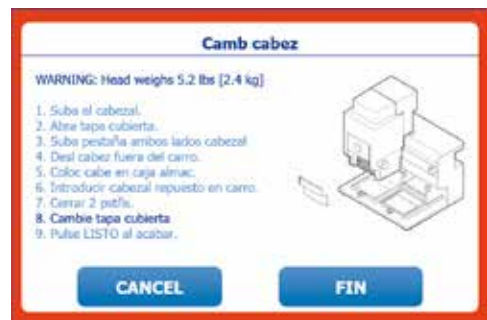 Camb cabez
WARNING: Head weighs 5.2 lbs [2.4 kg]
1. Suba el cabezal.
2. Abra tapa cubierta.
3. Suba pestaña ambos lados cabezal
4. Desl cabez fuera del carro.
5. Coloc cabe en caja almac.
6. Introducir cabezal repuesto en carro.
7. Cerrar 2 pstñs.
8. Cambie tapa cubierta
9. Pulse LISTO al acabar.
CANCEL
FIN